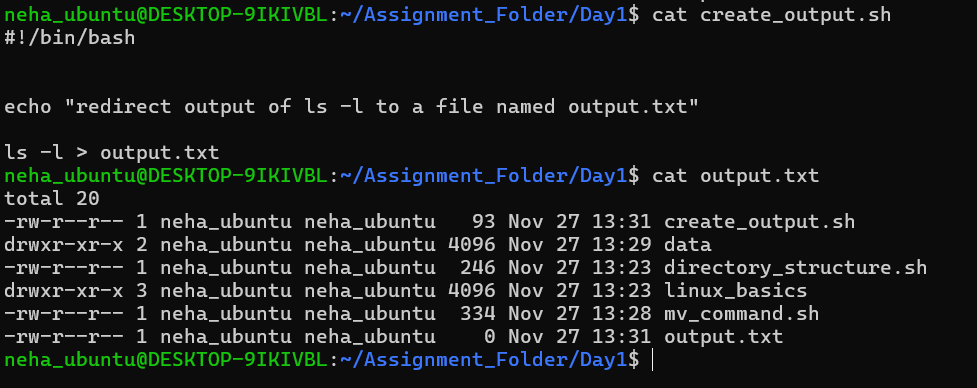 neha_ubuntu@DESKTOP-9IKIVBL:~/Assignment_Folder/Day1$ cat create_output.sh
#!/bin/bash
echo "redirect output of ls -l to a file named output.txt"
ls -l > output.txt
neha_ubuntu@DESKTOP-9IKIVBL:~/Assignment_Folder/Day1$ cat output.txt
total 20
-rw-r--r-- 1 neha_ubuntu neha_ubuntu   93 Nov 27 13:31 create_output.sh
drwxr-xr-x 2 neha_ubuntu neha_ubuntu 4096 Nov 27 13:29 data
-rw-r--r-- 1 neha_ubuntu neha_ubuntu  246 Nov 27 13:23 directory_structure.sh
drwxr-xr-x 3 neha_ubuntu neha_ubuntu 4096 Nov 27 13:23 linux_basics
-rw-r--r-- 1 neha_ubuntu neha_ubuntu  334 Nov 27 13:28 mv_command.sh
-rw-r--r-- 1 neha_ubuntu neha_ubuntu    0 Nov 27 13:31 output.txt
neha_ubuntu@DESKTOP-9IKIVBL:~/Assignment_Folder/Day1$